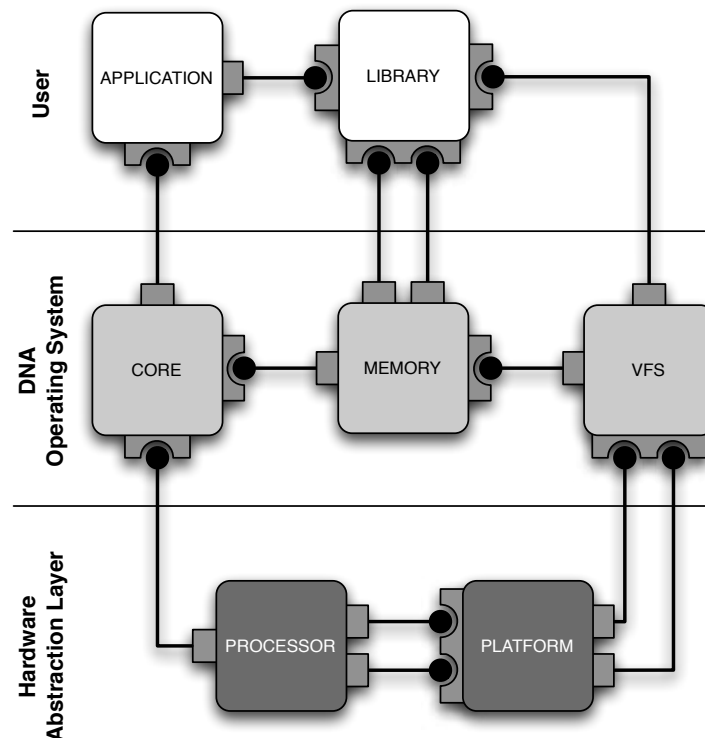 User
APPLICATION
LIBRARY
DNA
Operating System
CORE
MEMORY
VFS
Hardware
Abstraction Layer
PROCESSOR
PLATFORM